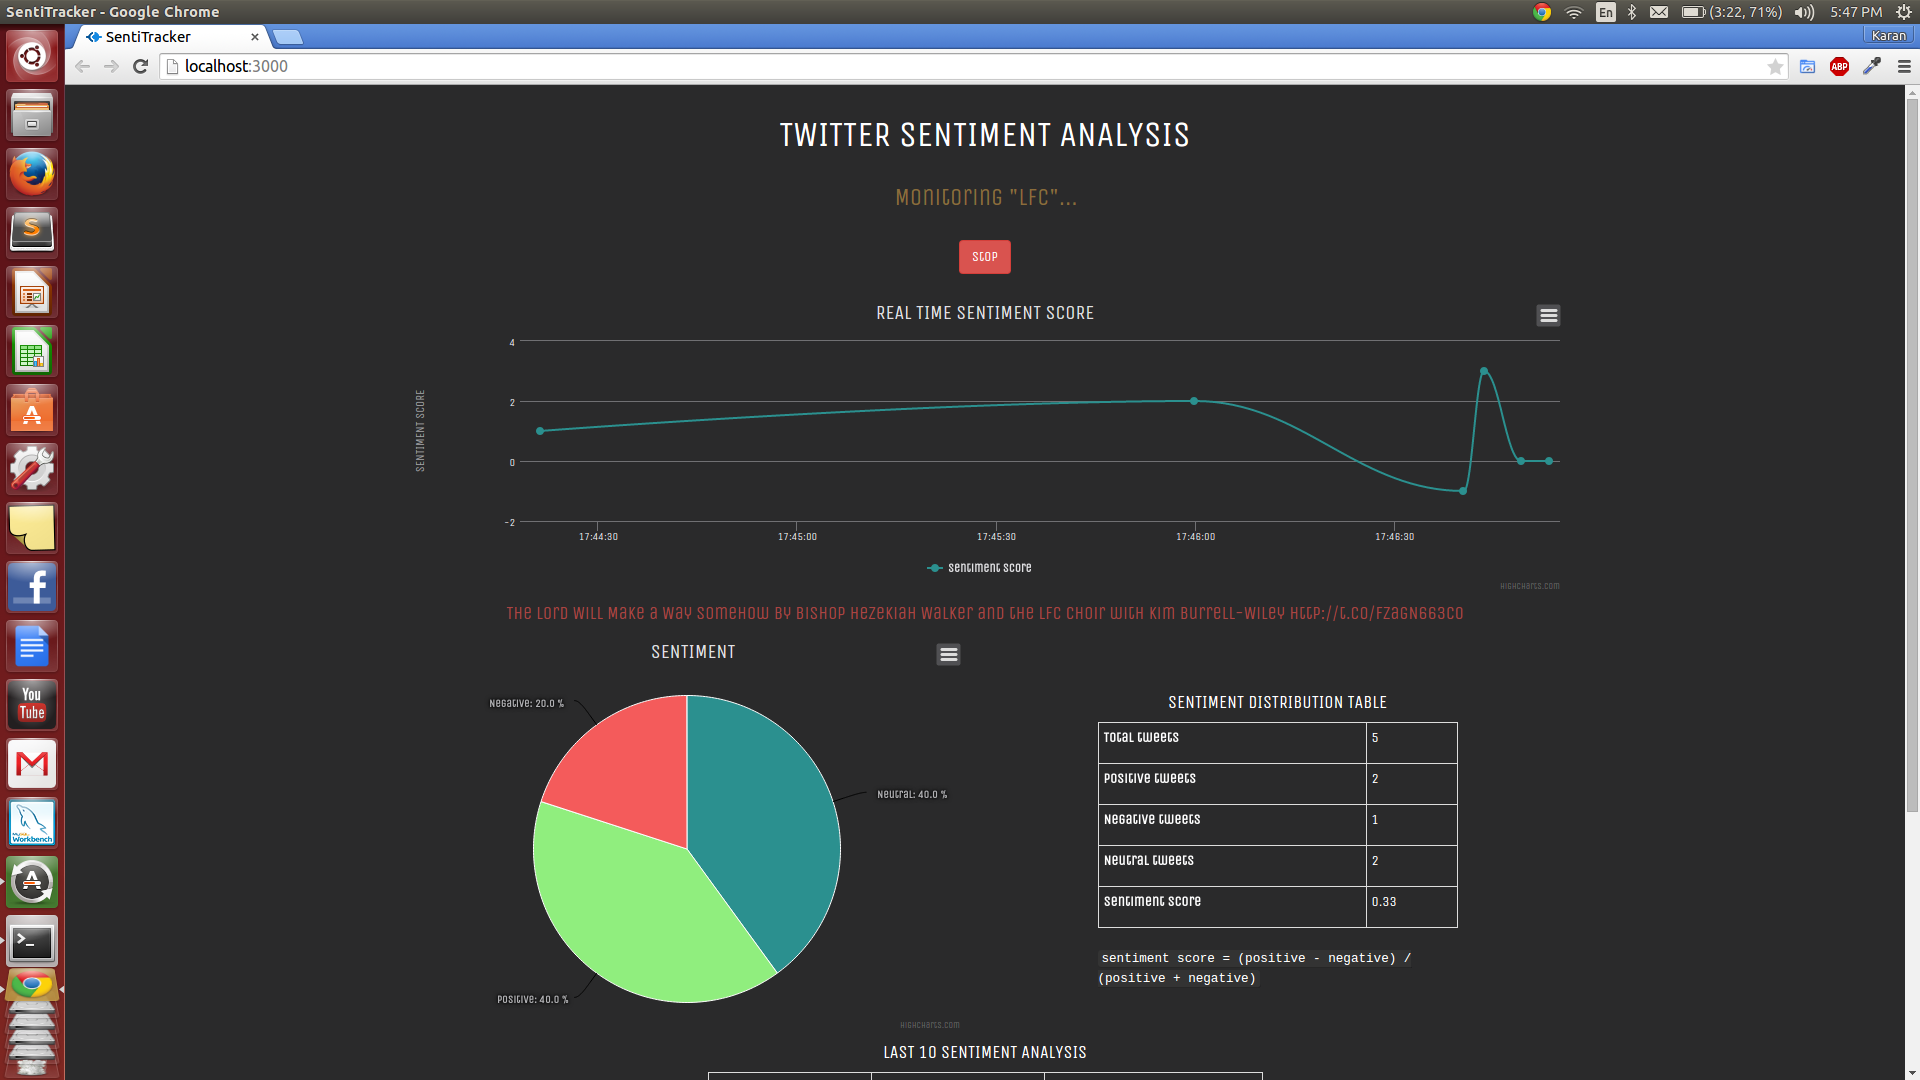 SentiTracker - Google Chrome
En
(3:22, 71%)
5:47 PM
SentiTracker
Karan
localhost:3000
ABP
TWITTER SENTIMENT ANALYSIS
Monitoring "LFC"...
Stop
REAL TIME SENTIMENT SCORE
SENTIMENT SCORE
4
2
0
-2
17:44:30
17:45:00
17:45:30
17:46:00
17:46:30
Sentiment score
Highcharts.com
The Lord Will Make a Way Somehow by Bishop Hezekiah Walker and the LFC Choir with Kim Burrell-Wiley
SENTIMENT
Negative: 20.0 %
Neutral: 40.0 %
Positive: 40.0 %
Highcharts.com
SENTIMENT DISTRIBUTION TABLE
Total tweets 5
Positive tweets 2
Negative tweets 1
Neutral tweets 2
Sentiment score 0.33
sentiment score = (positive - negative) /
(positive + negative)
LAST 10 SENTIMENT ANALYSIS
You
Tube
Workbench